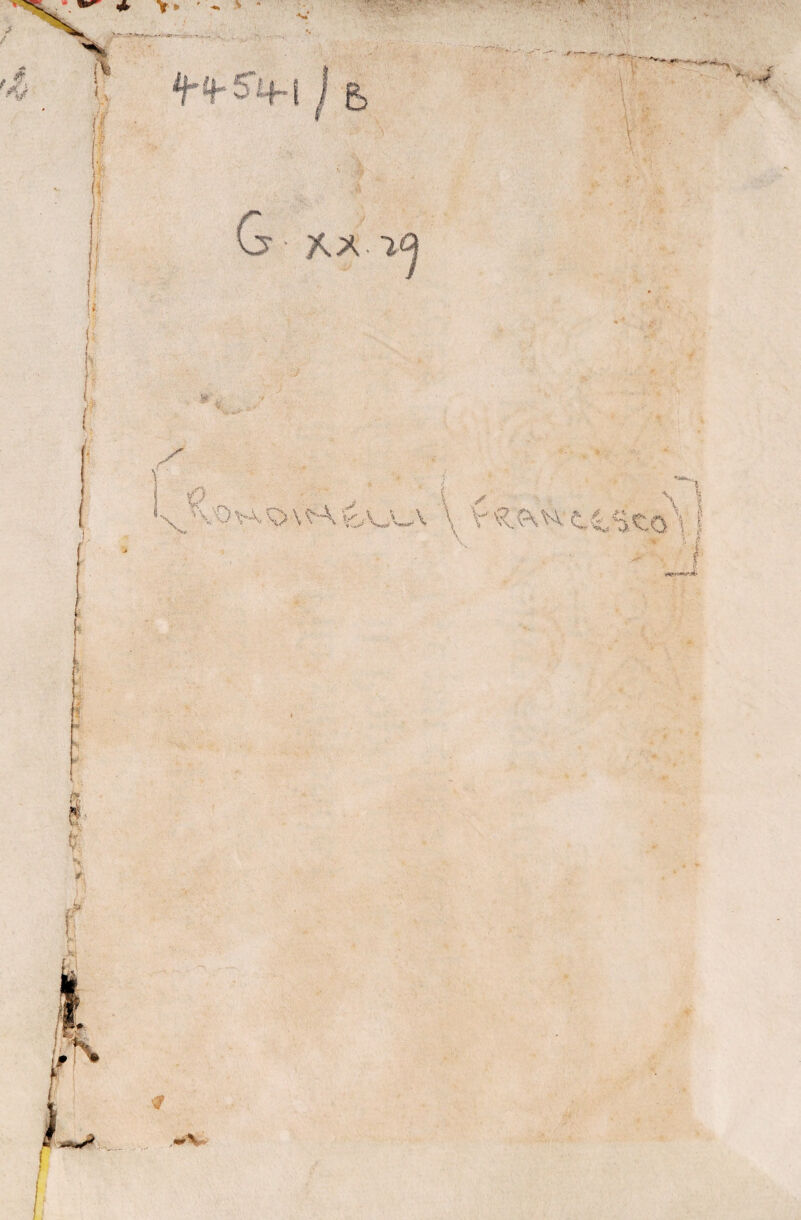 44541/B
G. XX. 29
[RONDINELLI (FRANCESCO)]